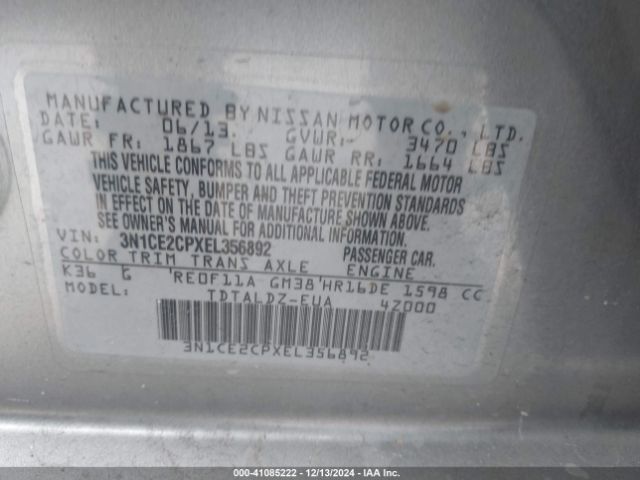 MANUFACTURED BY NISSAN MOTOR CO., LTD.
DATE: 06/13. GVWR:- 3470 LBS
GAWR FR: 1867 LBS GAWR RR: 1664 LBS
THIS VEHICLE CONFORMS TO ALL APPLICABLE FEDERAL MOTOR
VEHICLE SAFETY, BUMPER AND THEFT PREVENTION STANDARDS
IN EFFECT ON THE DATE OF MANUFACTURE SHOWN ABOVE.
SEE OWNER'S MANUAL FOR ADDITIONAL INFORMATION.
VIN: 3N1CE2CPXEL356892 PASSENGER CAR.
COLOR TRIM TRANS AXLE ENGINE
K36 G RE0F11A GM38 HR16DE 1598 CC
MODEL: TDTALDZ-EUA 4Z000
3N1CE2CPXEL356892
000-41085222 - 12/13/2024 - IAA Inc.